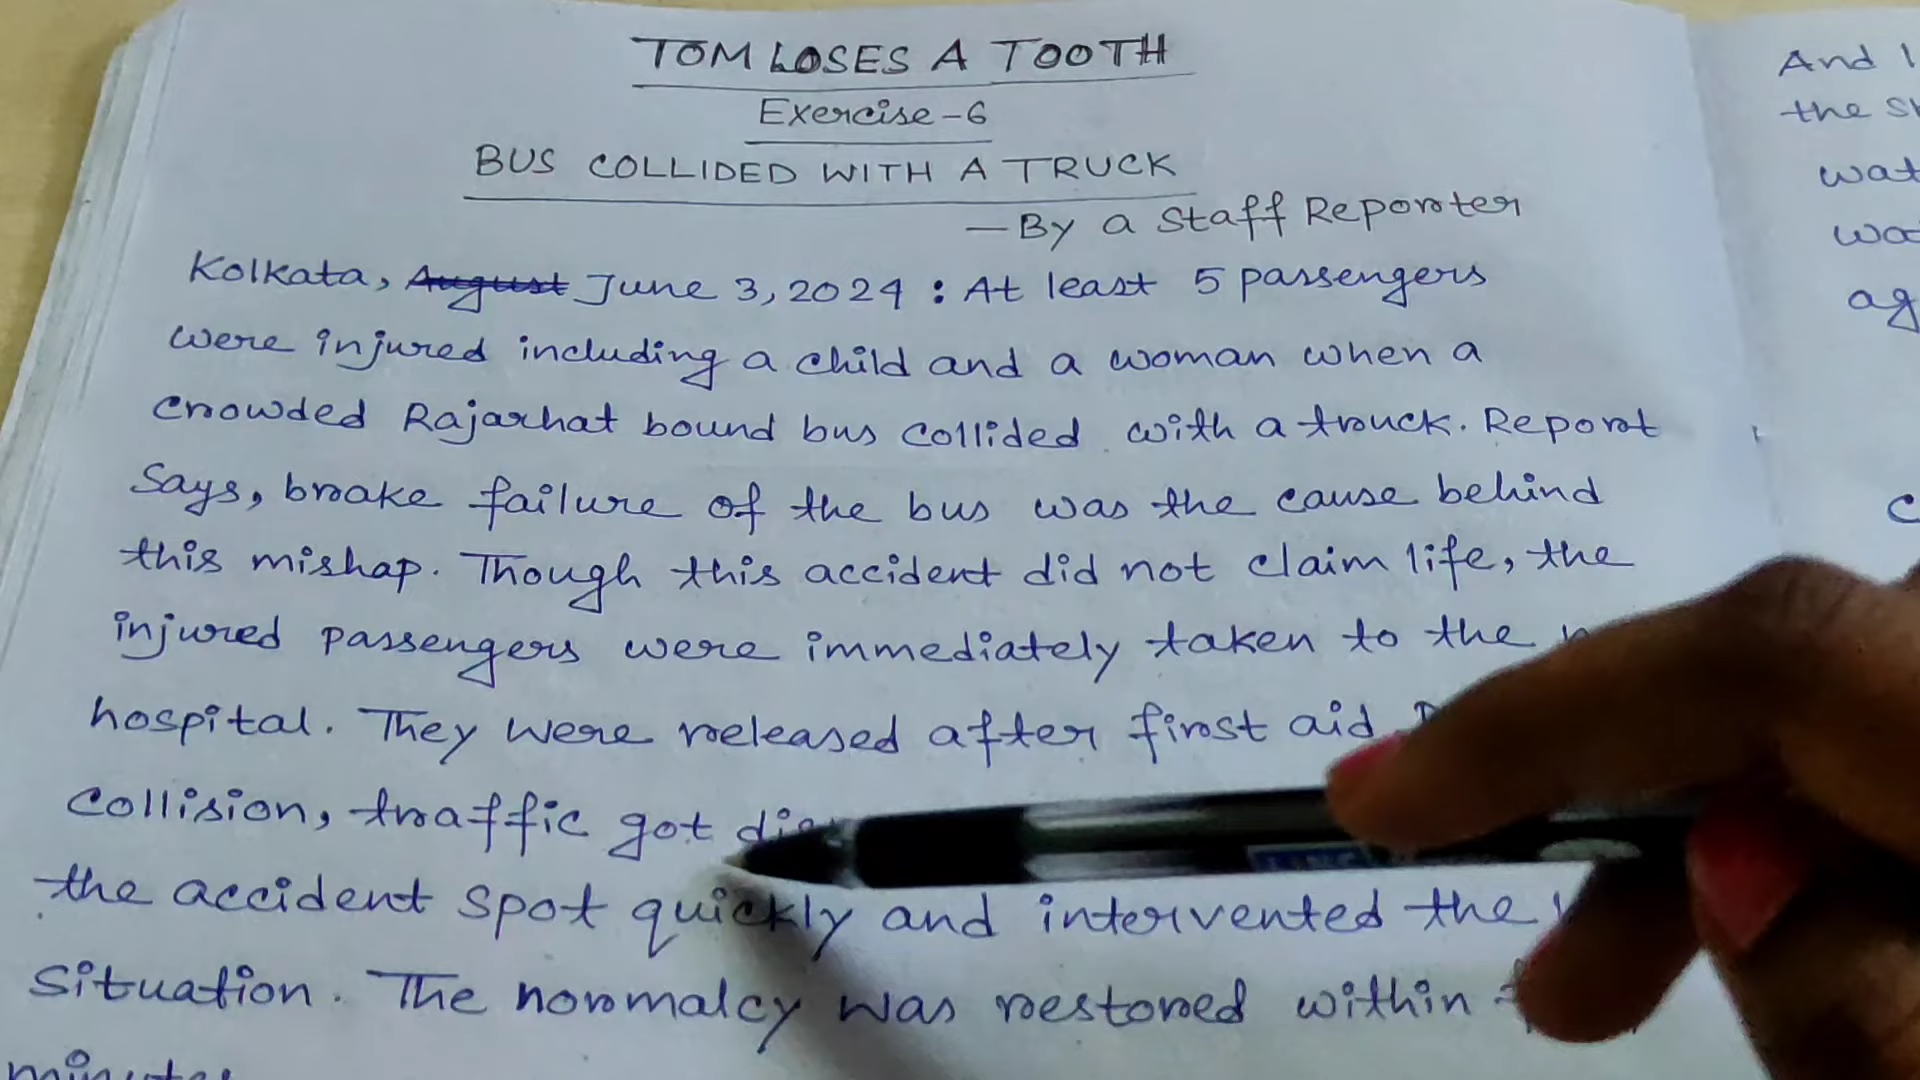 TOM LOSES A TOOTH
Exercise-6
BUS COLLIDED WITH A TRUCK
—By a Staff Reporter
Kolkata, August June 3, 2024 : At least 5 passengers
were injured including a child and a woman when a
crowded Rajarhat bound bus collided with a truck. Report
Says, brake failure of the bus was the cause behind
this mishap. Though this accident did not claim life, the
injured passengers were immediately taken to the
hospital. They were released after first aid.
Collision, traffic got
the accident spot quickly and intervented the
situation. The normalcy was restored within
minutes
And
the